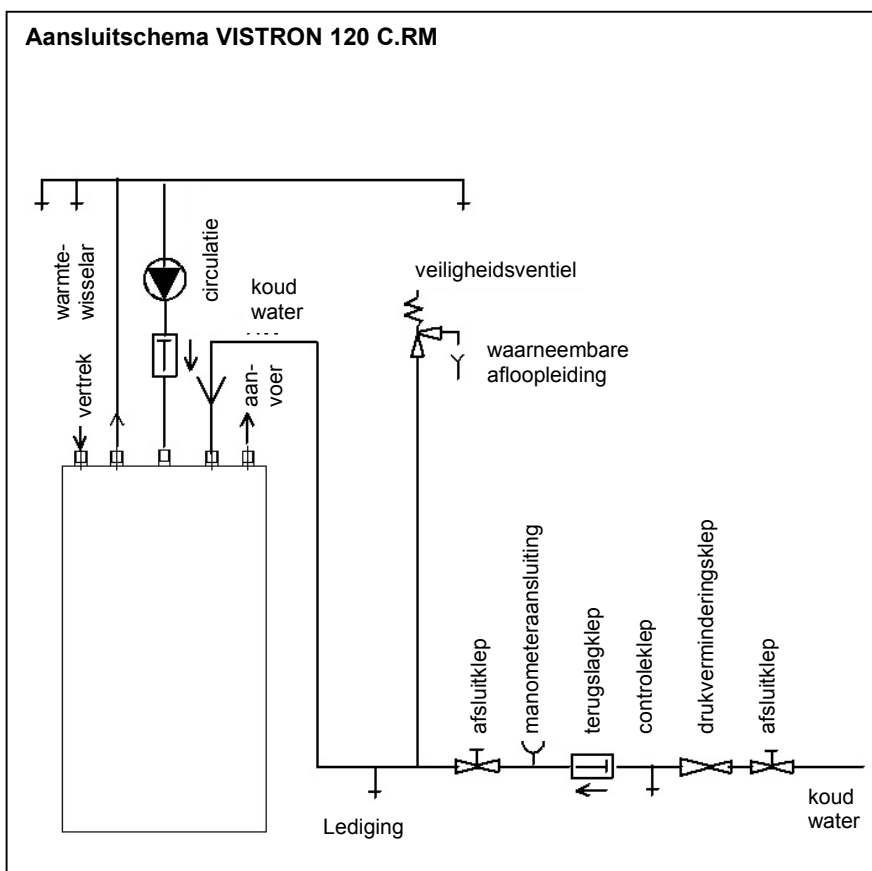 Aansluitschema VISTRON 120 C.RM
warmte-
wisselar
vertrek
circulatie
koud
water
aan-
voer
veiligheidsventiel
waarneembare
afloopleiding
afsluitklep
manometeraansluiting
terugslagklep
controleklep
drukverminderingsklep
afsluitklep
Lediging
koud
water